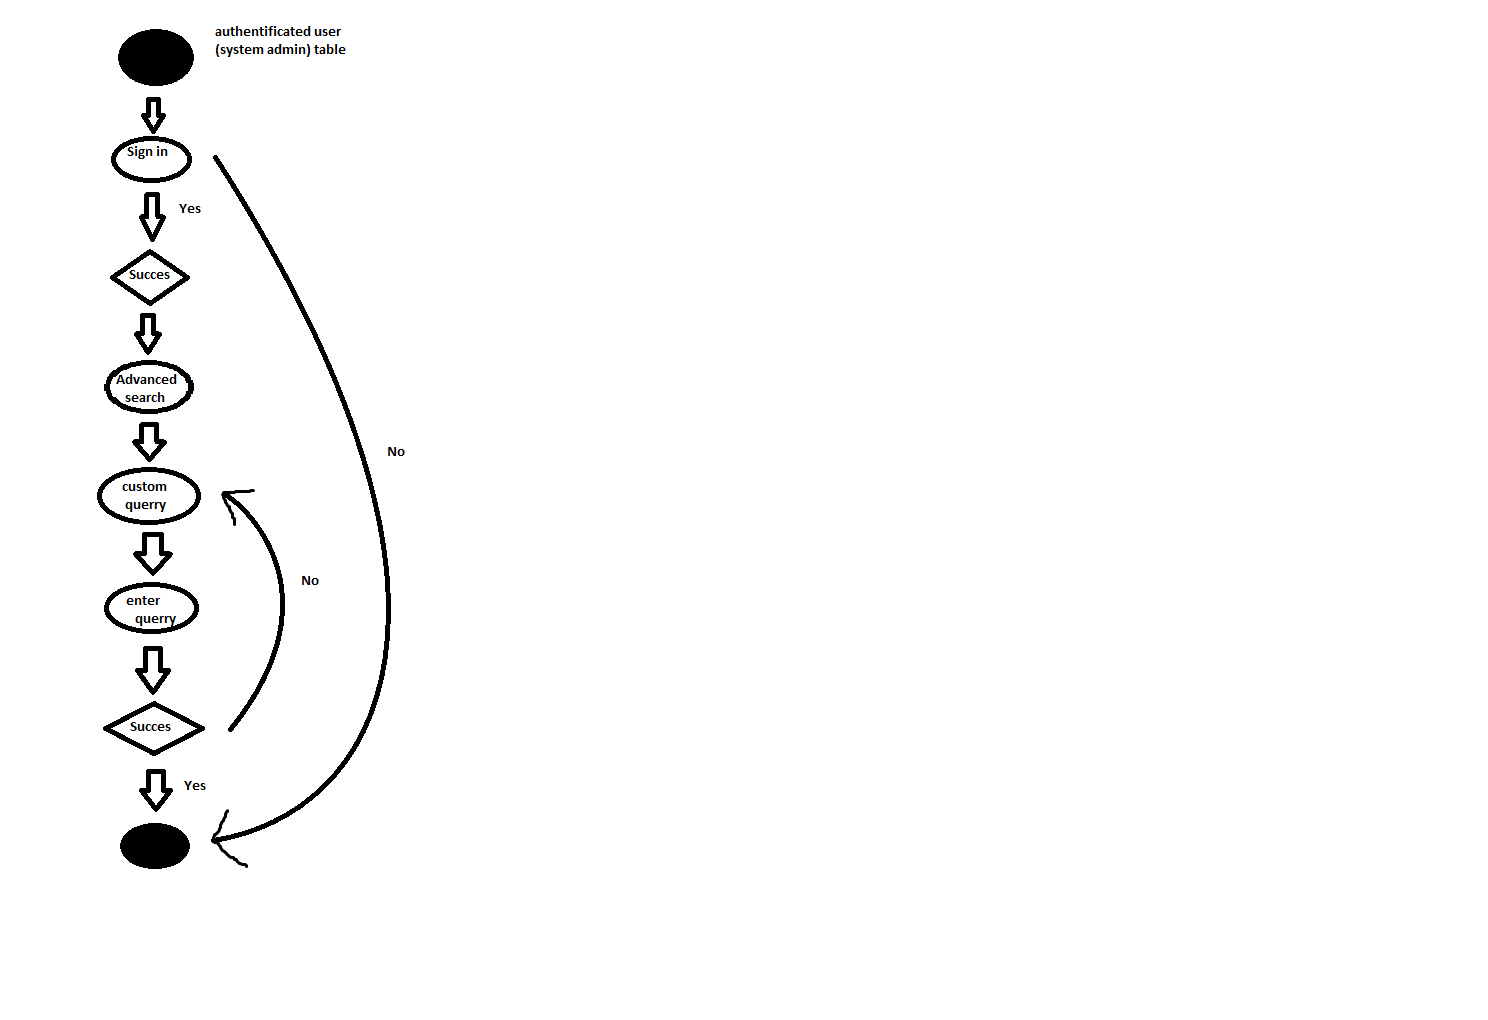 authentificated user
(system admin) table
Sign in
Yes
Succes
Advanced
search
No
custom
querry
No
enter
querry
Succes
Yes